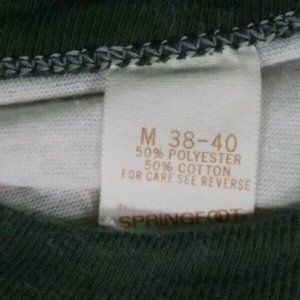 M 38-40
50% POLYESTER
50% COTTON
FOR CARE SEE REVERSE
SPRINGFOOT